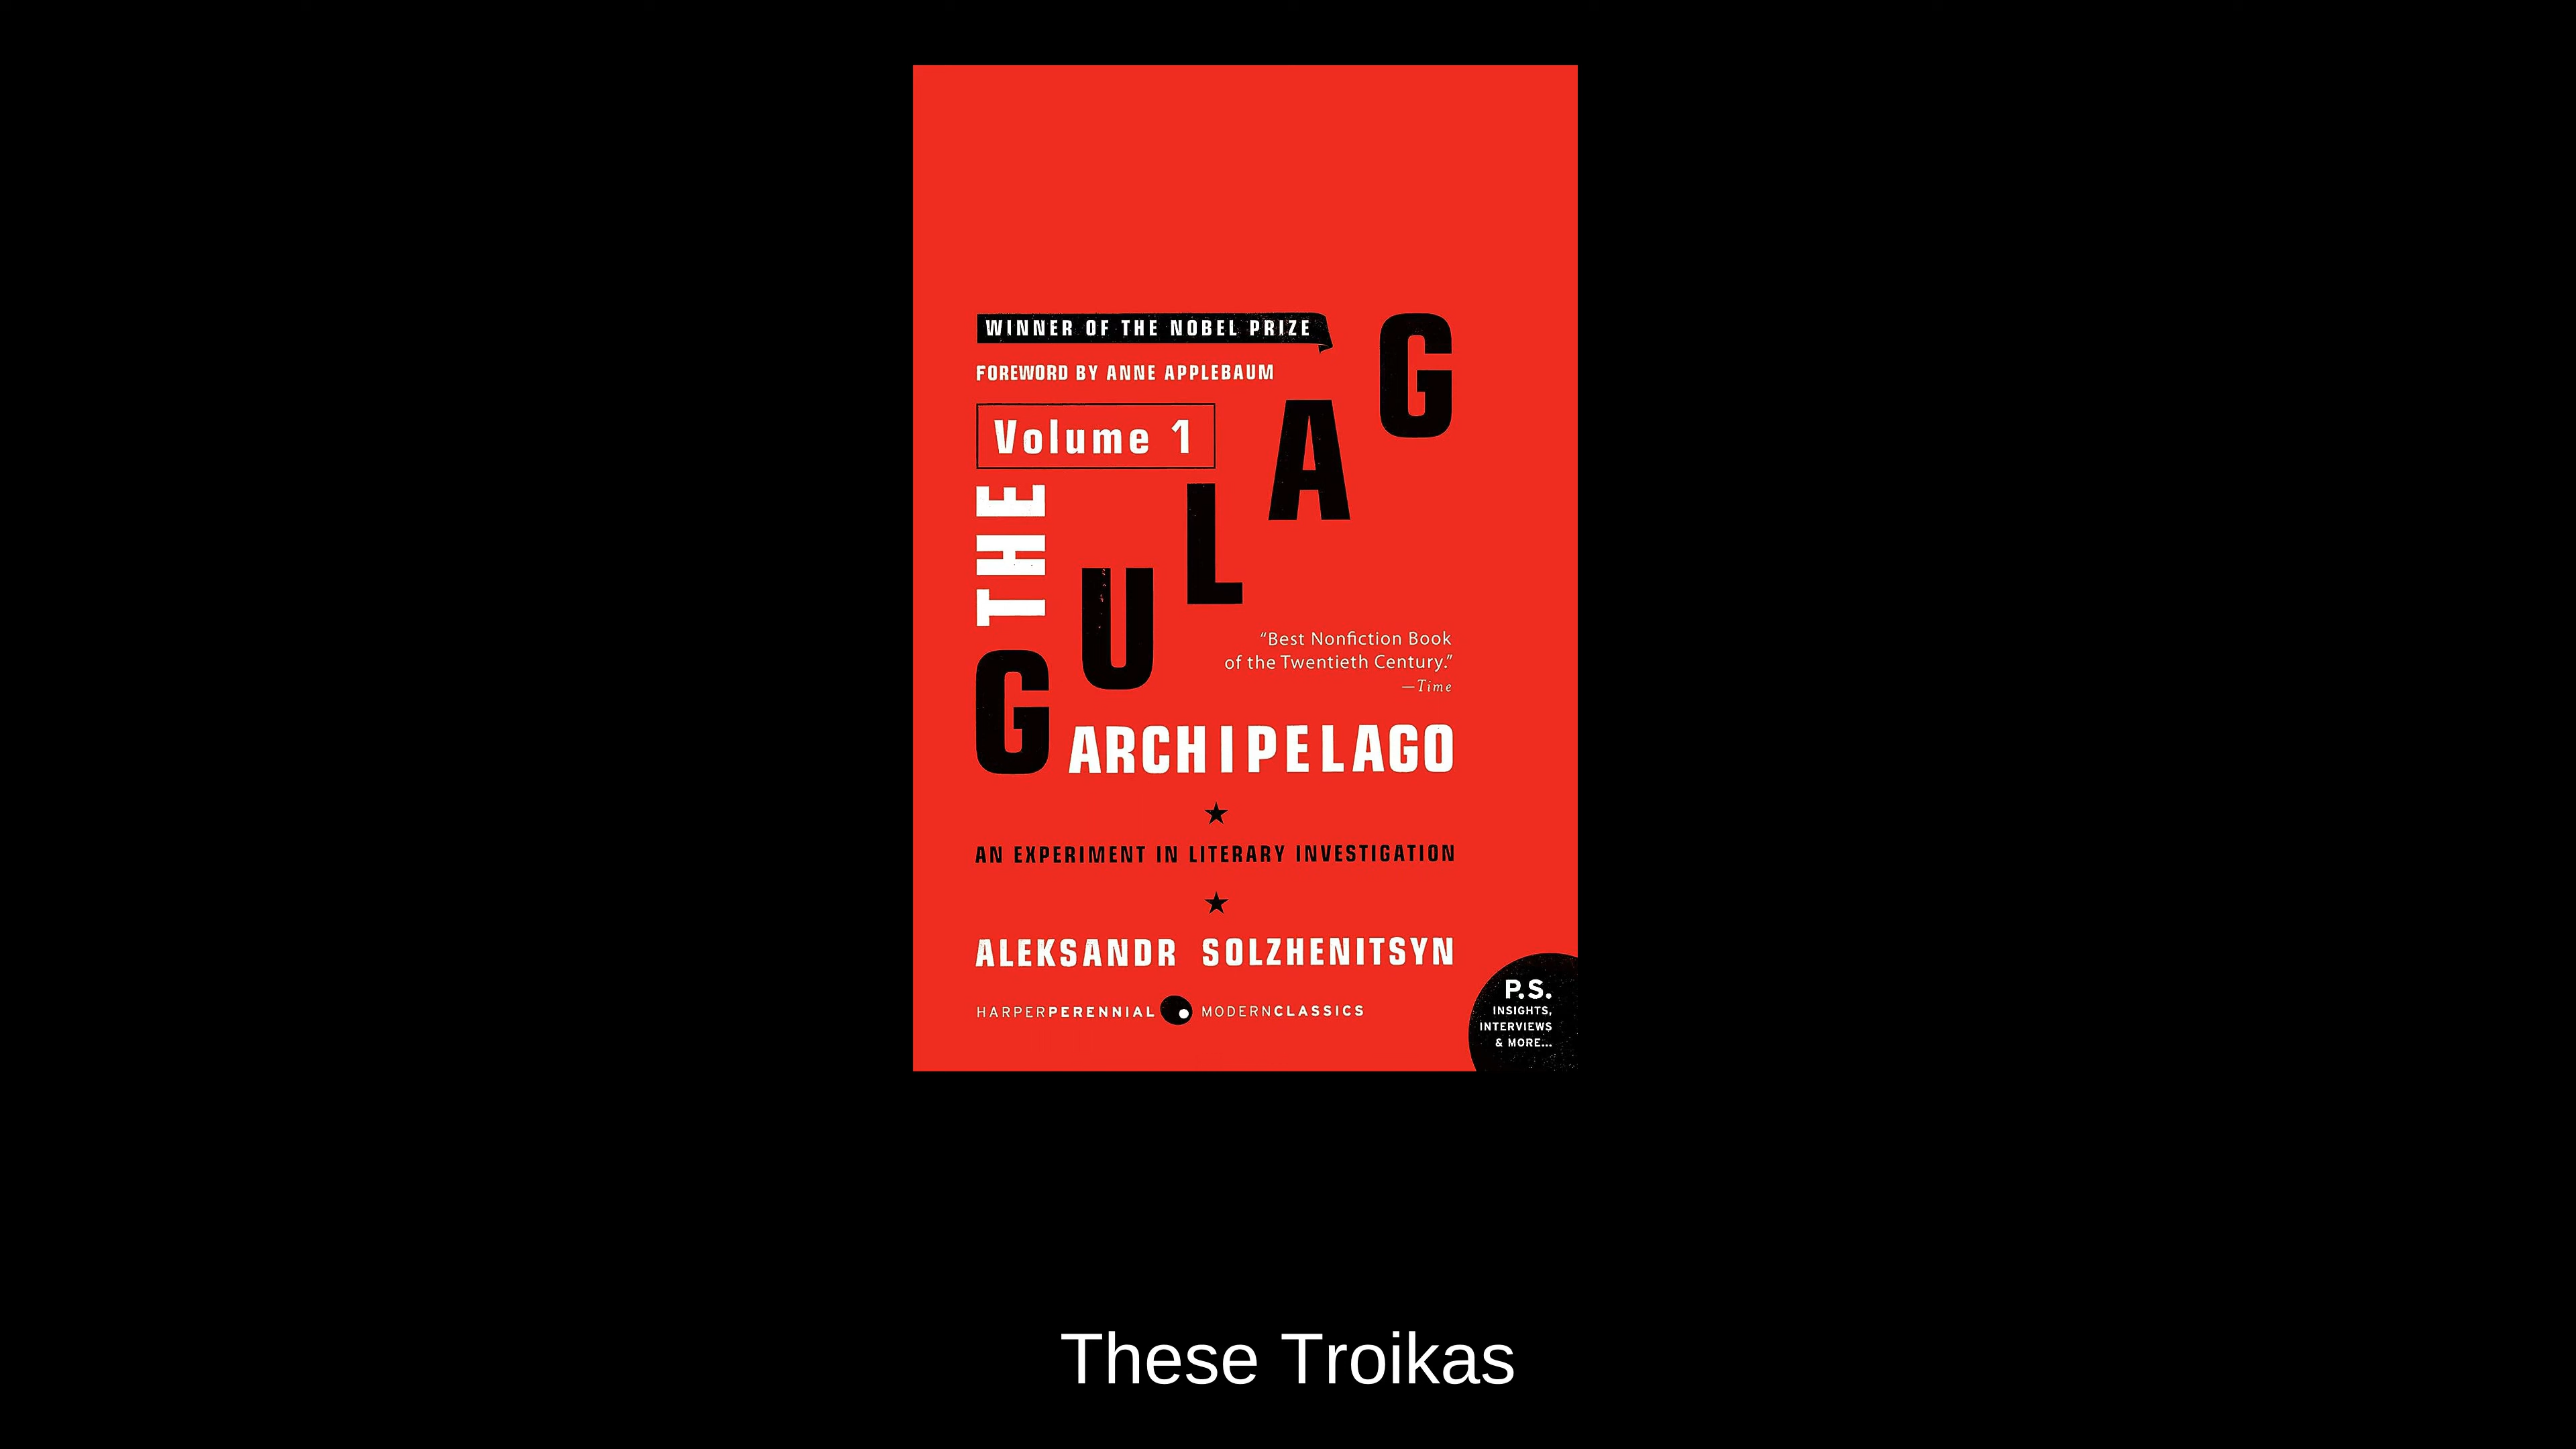 WINNER OF THE NOBEL PRIZE
FOREWORD BY ANNE APPLEBAUM
Volume 1
THE
GULAG
ARCHIPELAGO
“Best Nonfiction Book
of the Twentieth Century.”
—Time
AN EXPERIMENT IN LITERARY INVESTIGATION
ALEKSANDR SOLZHENITSYN
HARPERPERENNIAL MODERNCLASSICS
P.S.
INSIGHTS,
INTERVIEWS
& MORE...
These Troikas